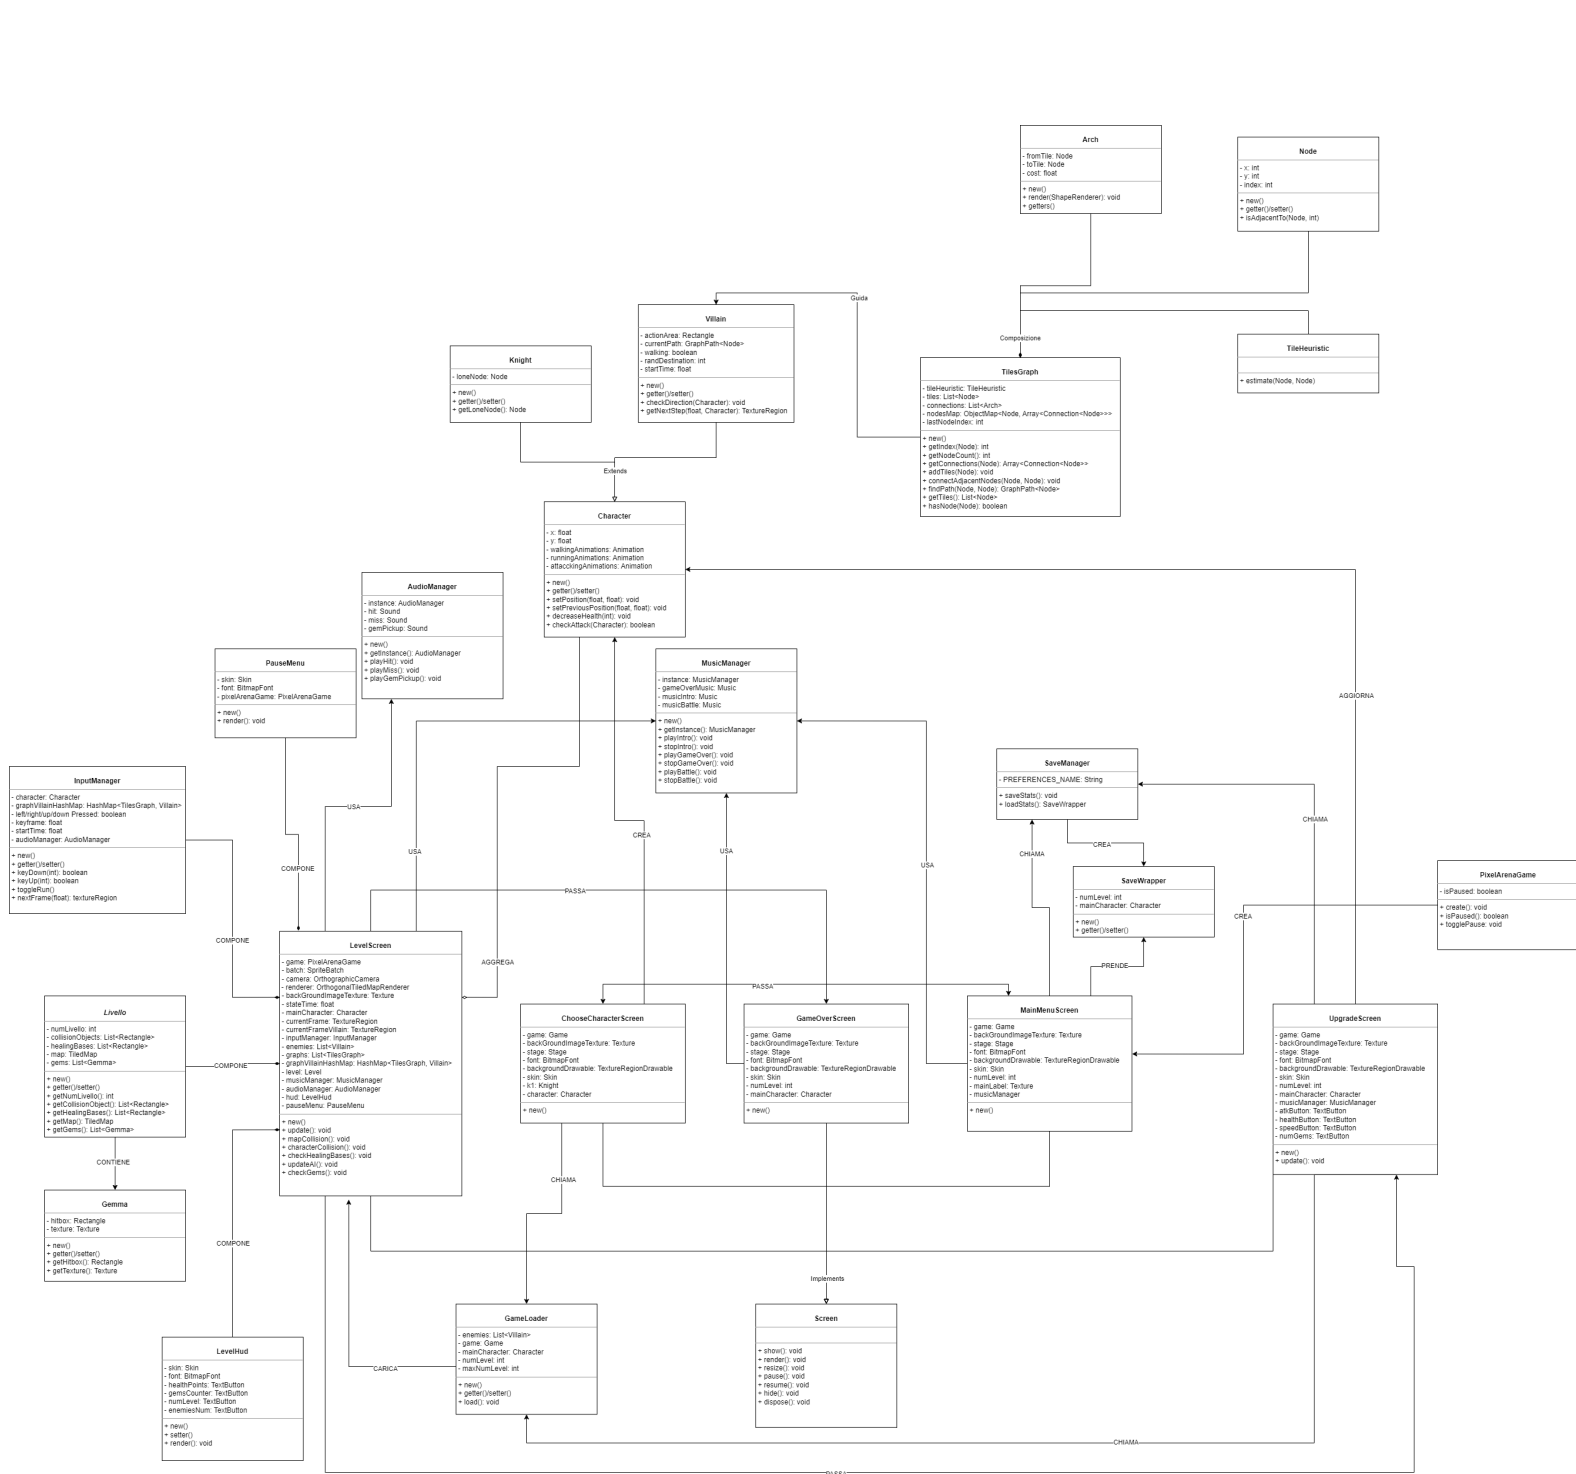 Arch
- fromTile: Node
- toTile: Node
- cost: float
+ new()
+ render(ShapeRenderer): void
+ getters()
Node
- x: int
- y: int
- index: int
+ new()
+ getter()/setter()
+ isAdjacentTo(Node, int)
Guida
Villain
- actionArea: Rectangle
- currentPath: GraphPath<Node>
- walking: boolean
- randDestination: int
- startTime: float
+ new()
+ getter()/setter()
+ checkDirection(Character): void
+ getNextStep(float, Character): TextureRegion
Composizione
TileHeuristic
+ estimate(Node, Node)
Knight
- loneNode: Node
+ new()
+ getter()/setter()
+ getLoneNode(): Node
TilesGraph
- tileHeuristic: TileHeuristic
- tiles: List<Node>
- connections: List<Arch>
- nodesMap: ObjectMap<Node, Array<Connection<Node>>>
- lastNodeIndex: int
+ new()
+ getIndex(Node): int
+ getNodeCount(): int
+ getConnections(Node): Array<Connection<Node>>
+ addTiles(Node): void
+ connectAdjacentNodes(Node, Node): void
+ findPath(Node, Node): GraphPath<Node>
+ getTiles(): List<Node>
+ hasNode(Node): boolean
Extends
Character
- x: float
- y: float
- walkingAnimations: Animation
- runningAnimations: Animation
- attacckingAnimations: Animation
+ new()
+ getter()/setter()
+ setPosition(float, float): void
+ setPreviousPosition(float, float): void
+ decreaseHealth(int): void
+ checkAttack(Character): boolean
AudioManager
- instance: AudioManager
- hit: Sound
- miss: Sound
- gemPickup: Sound
+ new()
+ getInstance(): AudioManager
+ playHit(): void
+ playMiss(): void
+ playGemPickup(): void
PauseMenu
- skin: Skin
- font: BitmapFont
- pixelArenaGame: PixelArenaGame
+ new()
+ render(): void
MusicManager
- instance: MusicManager
- gameOverMusic: Music
- musicIntro: Music
- musicBattle: Music
+ new()
+ getInstance(): MusicManager
+ playIntro(): void
+ stopIntro(): void
+ playGameOver(): void
+ stopGameOver(): void
+ playBattle(): void
+ stopBattle(): void
AGGIORNA
SaveManager
- PREFERENCES_NAME: String
+ saveStats(): void
+ loadStats(): SaveWrapper
InputManager
- character: Character
- graphVillainHashMap: HashMap<TilesGraph, Villain>
- left/right/up/down Pressed: boolean
- keyframe: float
- startTime: float
- audioManager: AudioManager
+ new()
+ getter()/setter()
+ keyDown(int): boolean
+ keyUp(int): boolean
+ toggleRun()
+ nextFrame(float): textureRegion
USA
CHIAMA
CREA
CREA
USA
USA
CHIAMA
USA
COMPONE
SaveWrapper
- numLevel: int
- mainCharacter: Character
+ new()
+ getter()/setter()
PixelArenaGame
- isPaused: boolean
+ create(): void
+ isPaused(): boolean
+ togglePause: void
PASSA
CREA
COMPONE
LevelScreen
- game: PixelArenaGame
- batch: SpriteBatch
- camera: OrthographicCamera
- renderer: OrthogonalTiledMapRenderer
- backGroundImageTexture: Texture
- stateTime: float
- mainCharacter: Character
- currentFrame: TextureRegion
- currentFrameVillain: TextureRegion
- inputManager: InputManager
- enemies: List<Villain>
- graphs: List<TilesGraph>
- graphVillainHashMap: HashMap<TilesGraph, Villain>
- level: Level
- musicManager: MusicManager
- audioManager: AudioManager
- hud: LevelHud
- pauseMenu: PauseMenu
+ new()
+ update(): void
+ mapCollision(): void
+ characterCollision(): void
+ checkHealingBases(): void
+ updateAI(): void
+ checkGems(): void
AGGREGA
PRENDE
PASSA
Livello
- numLivello: int
- collisionObjects: List<Rectangle>
- healingBases: List<Rectangle>
- map: TiledMap
- gems: List<Gemma>
+ new()
+ getter()/setter()
+ getNumLivello(): int
+ getCollisionObject(): List<Rectangle>
+ getHealingBases(): List<Rectangle>
+ getMap(): TiledMap
+ getGems(): List<Gemma>
COMPONE
ChooseCharacterScreen
- game: Game
- backGroundImageTexture: Texture
- stage: Stage
- font: BitmapFont
- backgroundDrawable: TextureRegionDrawable
- skin: Skin
- k1: Knight
- character: Character
+ new()
GameOverScreen
- game: Game
- backGroundImageTexture: Texture
- stage: Stage
- font: BitmapFont
- backgroundDrawable: TextureRegionDrawable
- skin: Skin
- numLevel: int
- mainCharacter: Character
+ new()
MainMenuScreen
- game: Game
- backGroundImageTexture: Texture
- stage: Stage
- font: BitmapFont
- backgroundDrawable: TextureRegionDrawable
- skin: Skin
- numLevel: int
- mainLabel: Texture
- musicManager
+ new()
UpgradeScreen
- game: Game
- backGroundImageTexture: Texture
- stage: Stage
- font: BitmapFont
- backgroundDrawable: TextureRegionDrawable
- skin: Skin
- numLevel: int
- mainCharacter: Character
- musicManager: MusicManager
- atkButton: TextButton
- healthButton: TextButton
- speedButton: TextButton
- numGems: TextButton
+ new()
+ update(): void
CONTIENE
CHIAMA
Gemma
- hitbox: Rectangle
- texture: Texture
+ new()
+ getter()/setter()
+ getHitbox(): Rectangle
+ getTexture(): Texture
COMPONE
Implements
GameLoader
- enemies: List<Villain>
- game: Game
- mainCharacter: Character
- numLevel: int
- maxNumLevel: int
+ new()
+ getter()/setter()
+ load(): void
CARICA
Screen
+ show(): void
+ render(): void
+ resize(): void
+ pause(): void
+ resume(): void
+ hide(): void
+ dispose(): void
LevelHud
- skin: Skin
- font: BitmapFont
- healthPoints: TextButton
- gemsCounter: TextButton
- numLevel: TextButton
- enemiesNum: TextButton
+ new()
+ setter()
+ render(): void
CHIAMA
PASSA